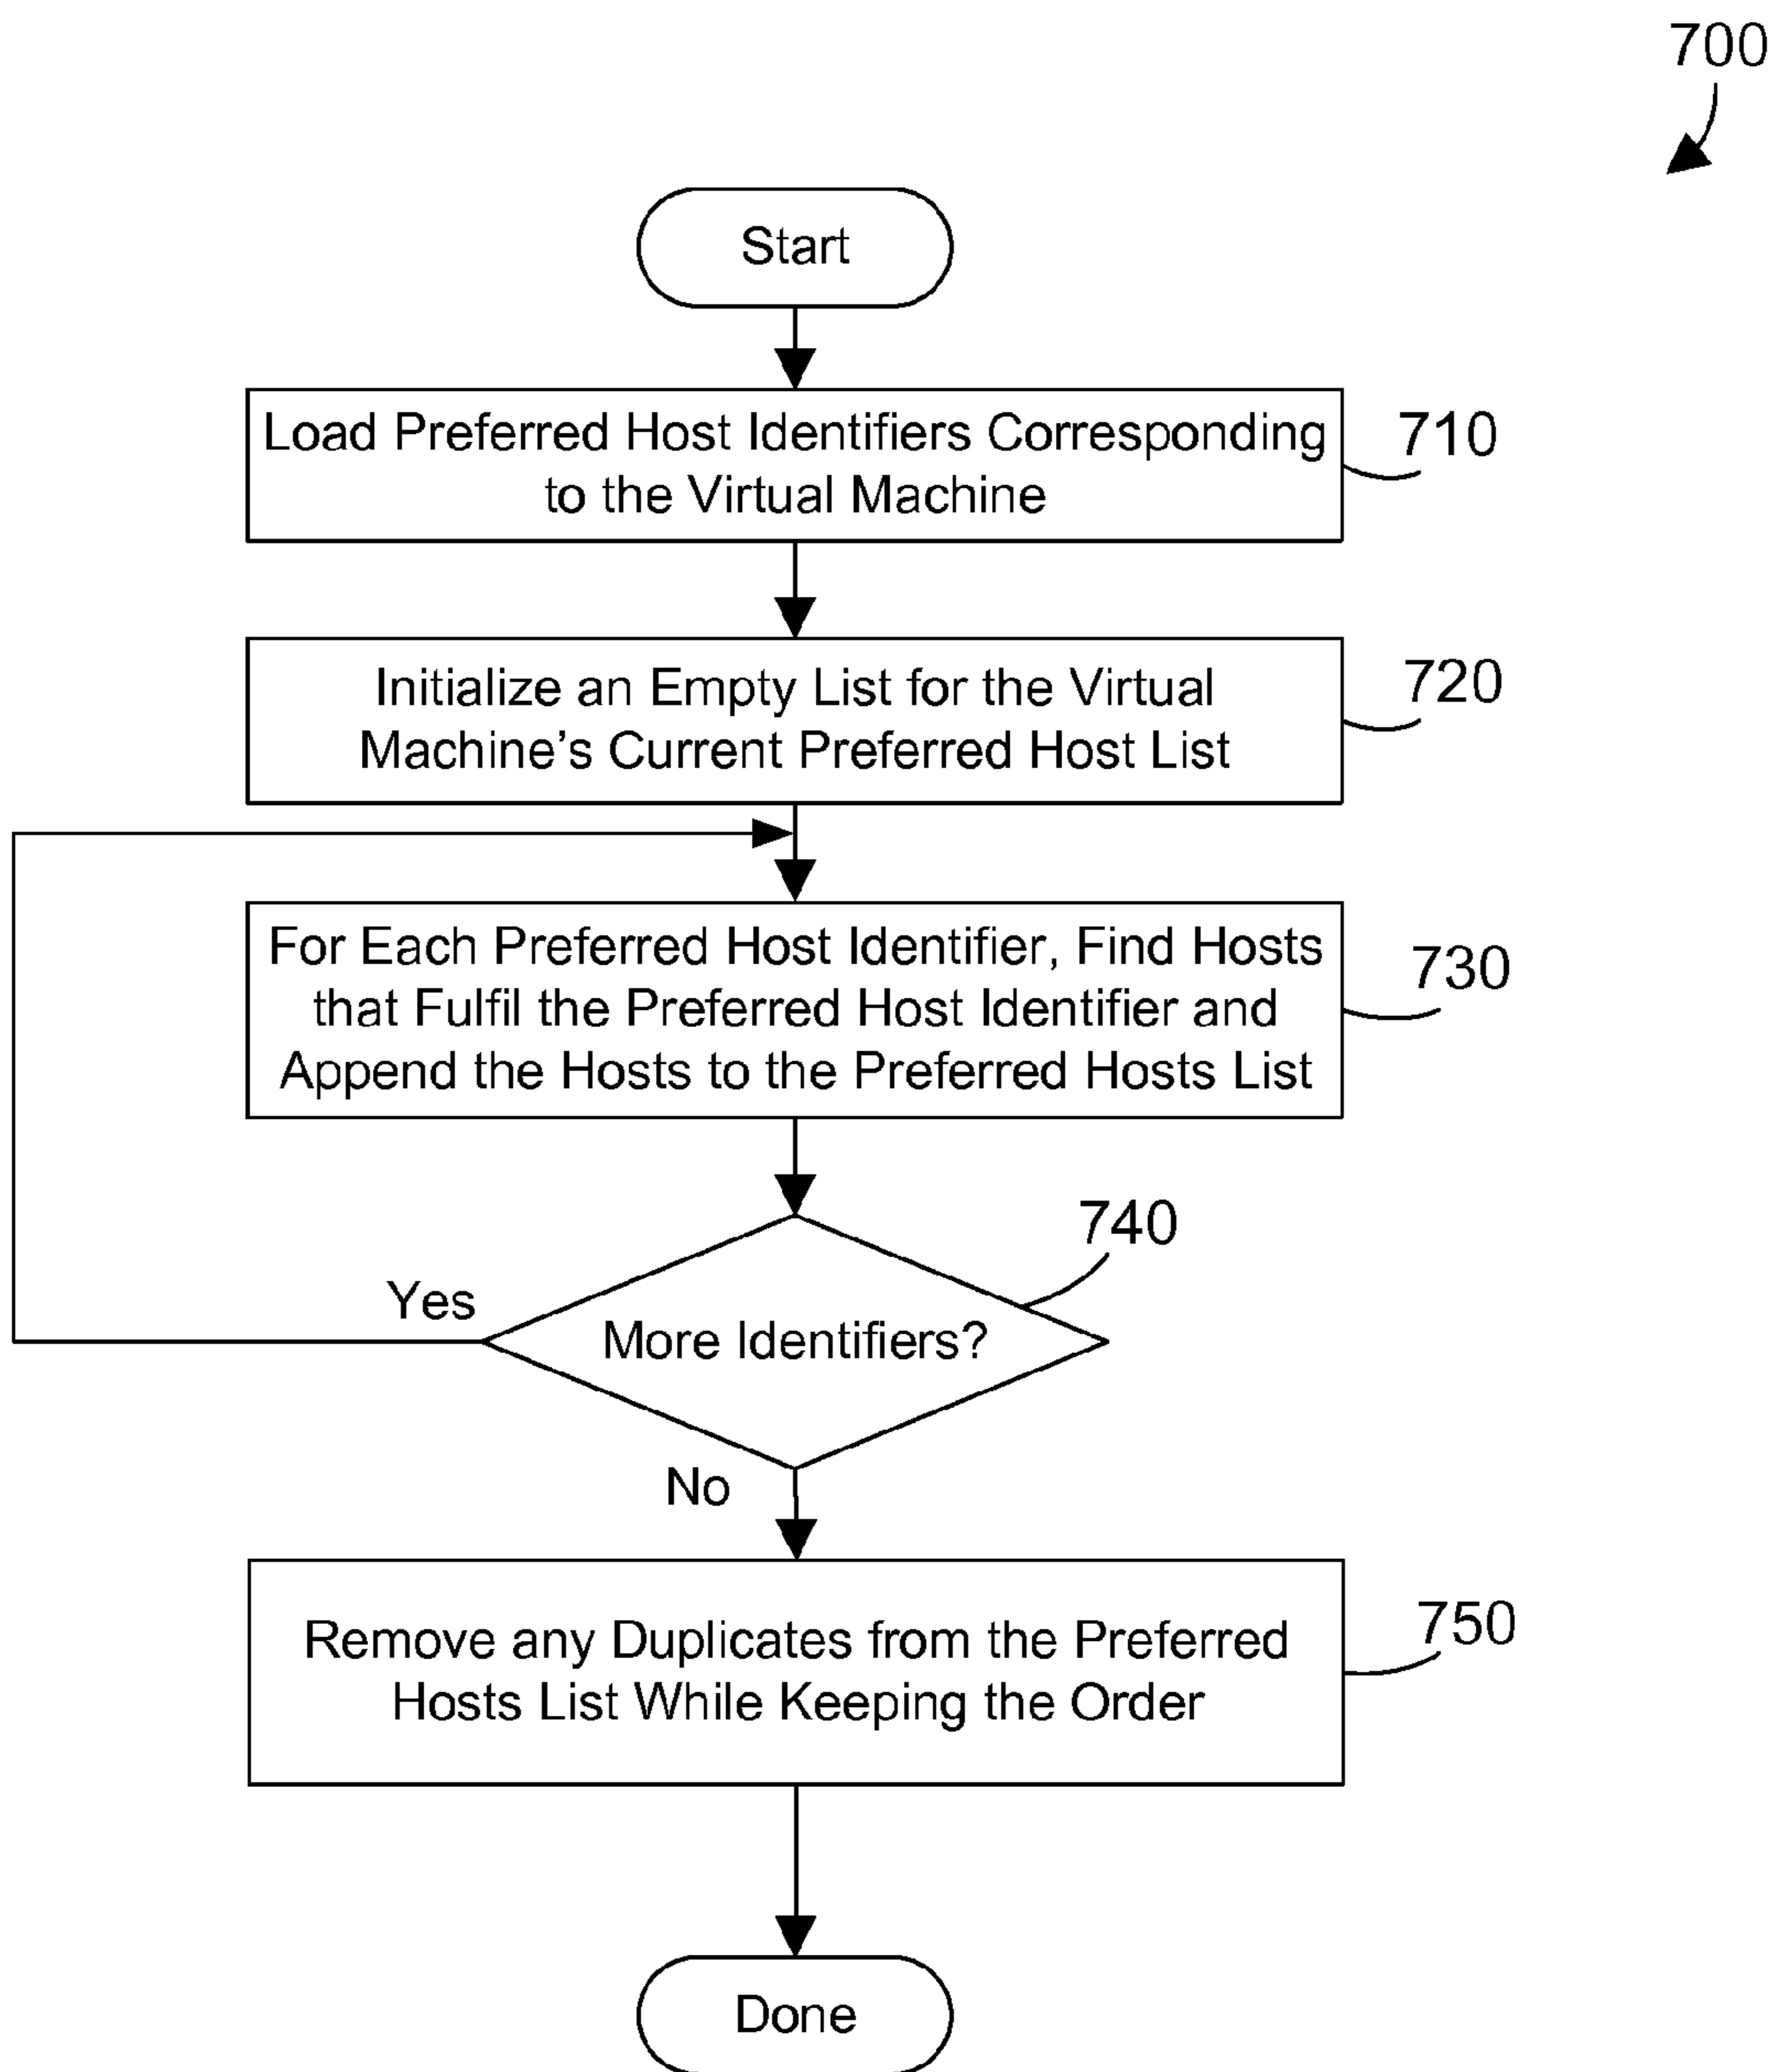 700
Start
Load Preferred Host Identifiers Corresponding
to the Virtual Machine
710
Initialize an Empty List for the Virtual
Machine’s Current Preferred Host List
720
For Each Preferred Host Identifier, Find Hosts
that Fulfil the Preferred Host Identifier and
Append the Hosts to the Preferred Hosts List
730
740
Yes
More Identifiers?
No
Remove any Duplicates from the Preferred
Hosts List While Keeping the Order
750
Done